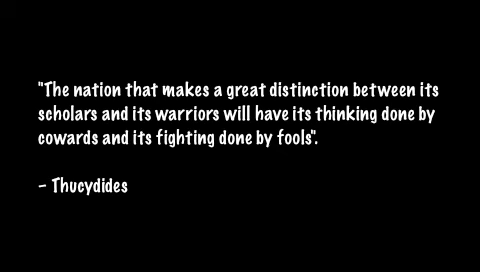 "The nation that makes a great distinction between its
scholars and its warriors will have its thinking done by
cowards and its fighting done by fools".
– Thucydides